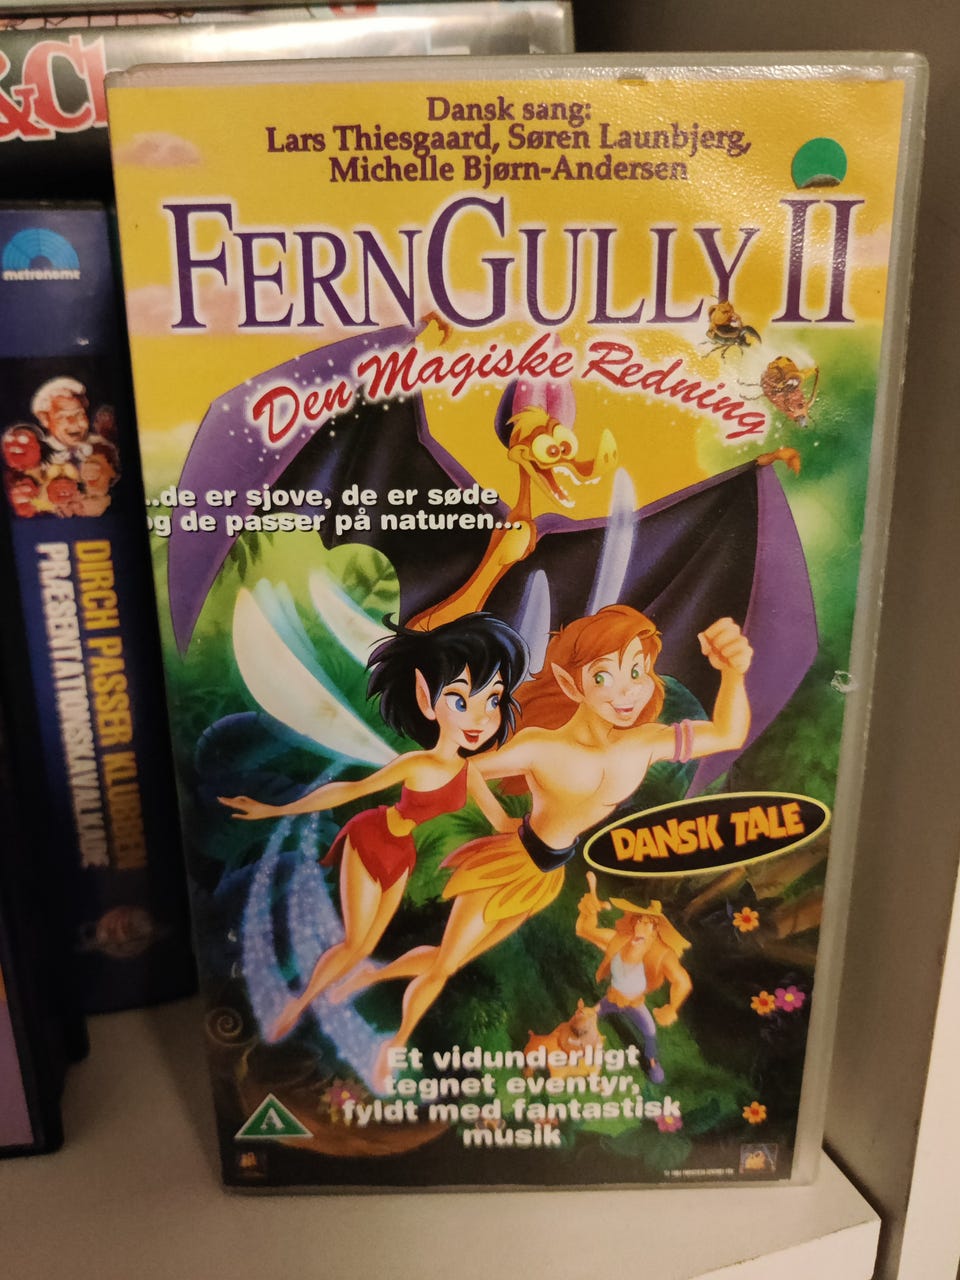 &C
metronome
DIRCH PASSER KLUBBEN
PRÆSENTATIONSKAVALKADE
Dansk sang:
Lars Thiesgaard, Søren Launbjerg,
Michelle Bjørn-Andersen
FERNGULLY II
Den Magiske Redning
...de er sjove, de er søde
og de passer på naturen...
DANSK TALE
Et vidunderligt
tegnet eventyr,
fyldt med fantastisk
musik
A